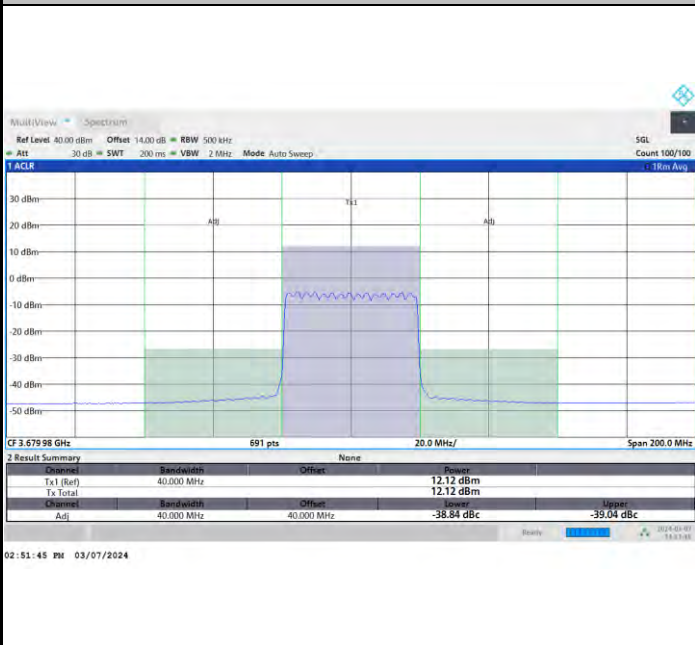 MultiView Spectrum
Ref Level 40.00 dBm Offset 14.00 dB RBW 500 kHz SGL
Att 30 dB SWT 200 ms VBW 2 MHz Mode Auto Sweep Count 100/100
1 ACLR 1Rm Avg
30 dBm
Tx1
20 dBm Adj Adj
10 dBm
0 dBm
-10 dBm
-20 dBm
-30 dBm
-40 dBm
-50 dBm
CF 3.679 98 GHz 691 pts 20.0 MHz/ Span 200.0 MHz
2 Result Summary None
Channel Bandwidth Offset Power
Tx1 (Ref) 40.000 MHz 12.12 dBm
Tx Total 12.12 dBm
Channel Bandwidth Offset Lower Upper
Adj 40.000 MHz 40.000 MHz -38.84 dBc -39.04 dBc
Ready 2024-03-07
02:51:45 PM 03/07/2024